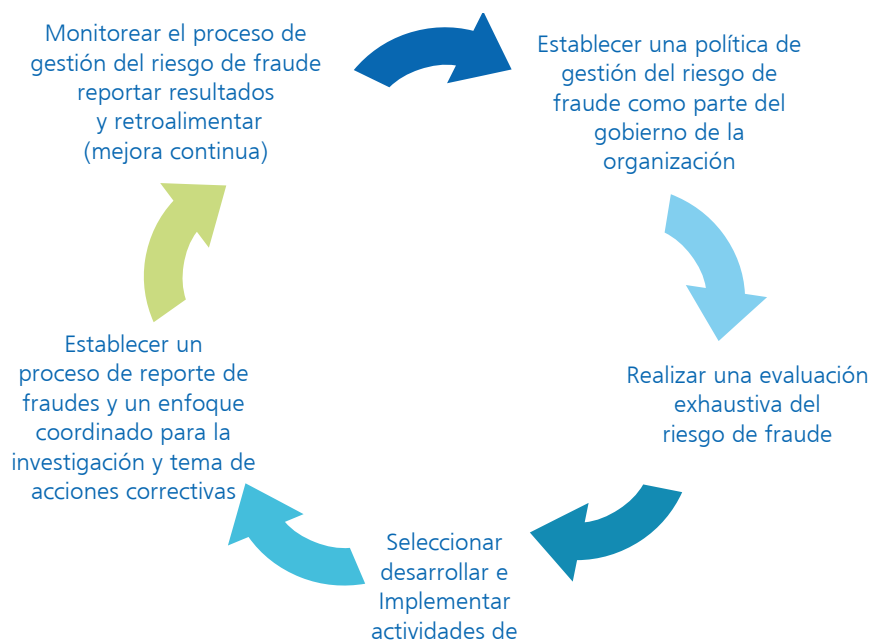 Monitorear el proceso de
gestión del riesgo de fraude
reportar resultados
y retroalimentar
(mejora continua)
Establecer una política de
gestión del riesgo de
fraude como parte del
gobierno de la
organización
Realizar una evaluación
exhaustiva del
riesgo de fraude
Seleccionar
desarrollar e
Implementar
actividades de
Establecer un
proceso de reporte de
fraudes y un enfoque
coordinado para la
investigación y tema de
acciones correctivas